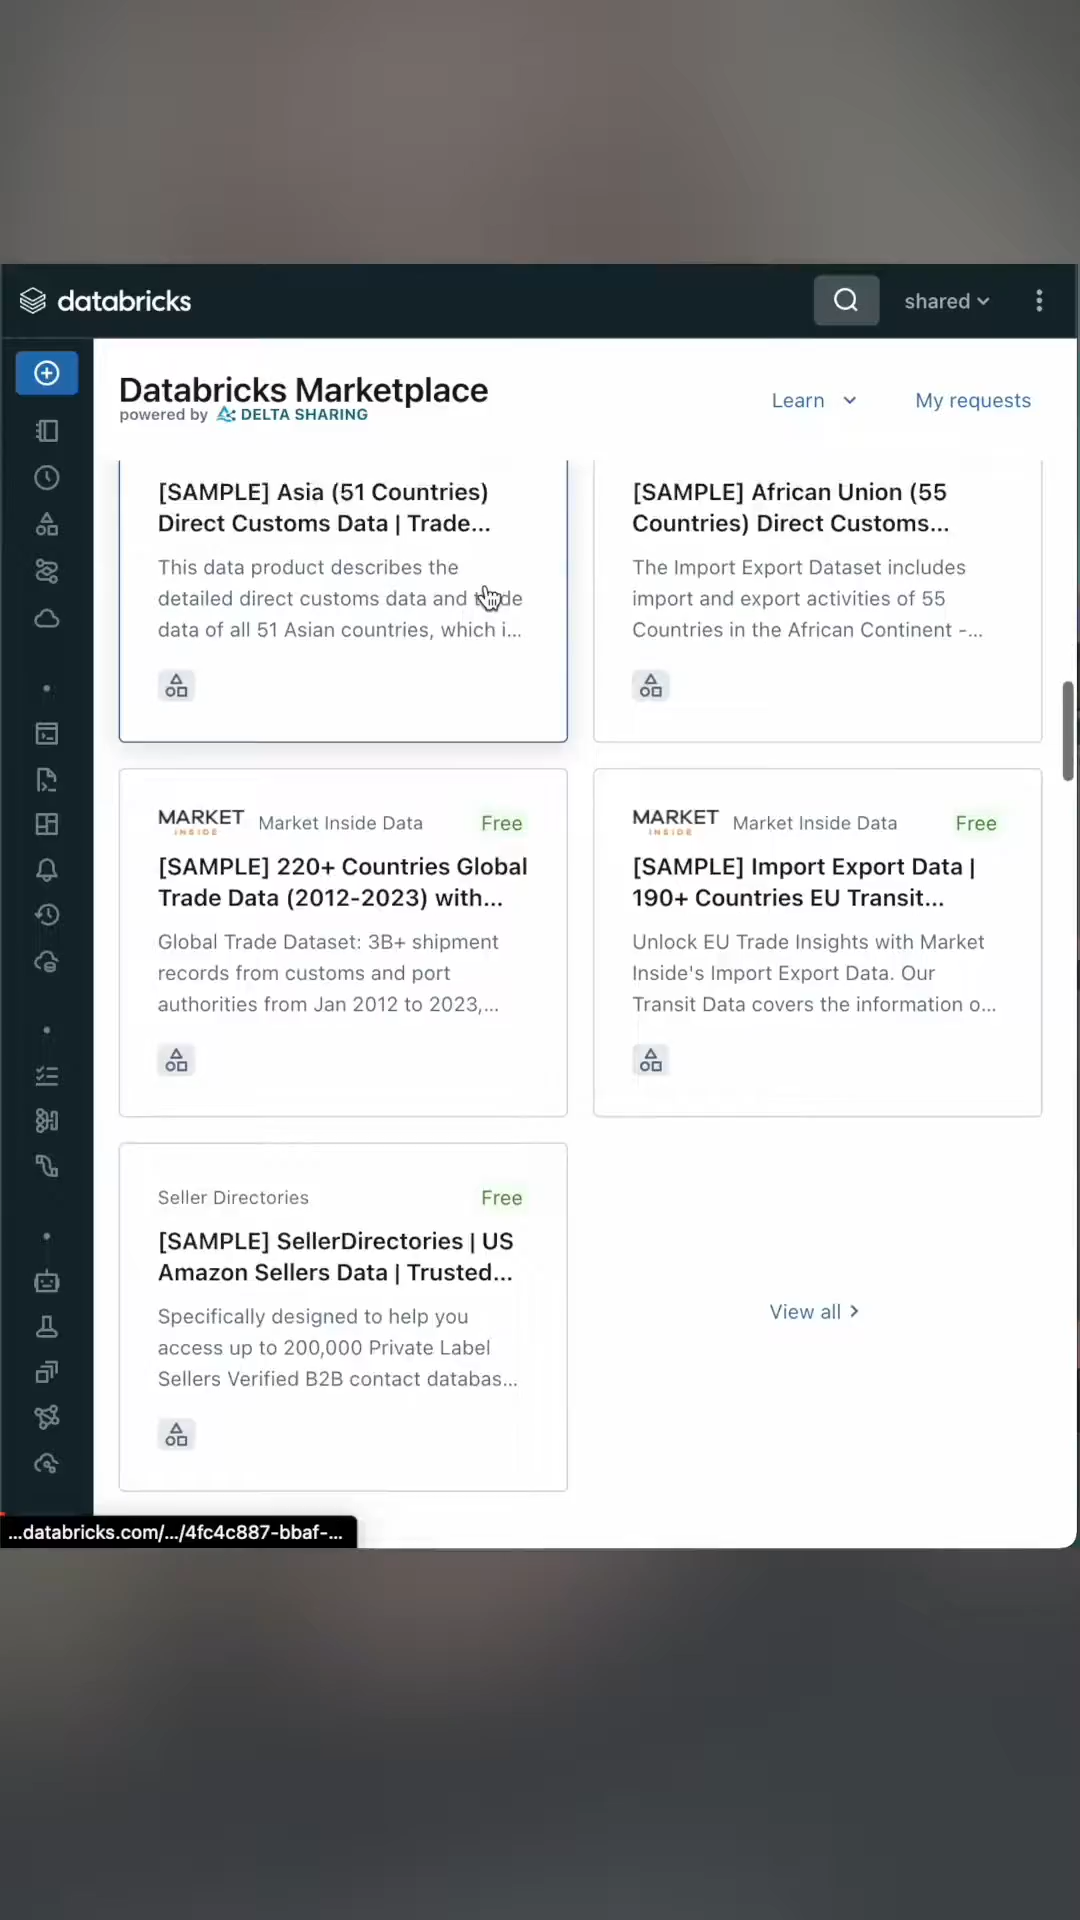 databricks
shared
Databricks Marketplace
powered by DELTA SHARING
Learn
My requests
[SAMPLE] Asia (51 Countries)
Direct Customs Data | Trade...
This data product describes the
detailed direct customs data and trade
data of all 51 Asian countries, which i...
[SAMPLE] African Union (55
Countries) Direct Customs...
The Import Export Dataset includes
import and export activities of 55
Countries in the African Continent -...
MARKET
INSIDE
Market Inside Data
Free
[SAMPLE] 220+ Countries Global
Trade Data (2012-2023) with...
Global Trade Dataset: 3B+ shipment
records from customs and port
authorities from Jan 2012 to 2023,...
MARKET
INSIDE
Market Inside Data
Free
[SAMPLE] Import Export Data |
190+ Countries EU Transit...
Unlock EU Trade Insights with Market
Inside's Import Export Data. Our
Transit Data covers the information o...
Seller Directories
Free
[SAMPLE] SellerDirectories | US
Amazon Sellers Data | Trusted...
Specifically designed to help you
access up to 200,000 Private Label
Sellers Verified B2B contact databas...
View all
...databricks.com/.../4fc4c887-bbaf-...